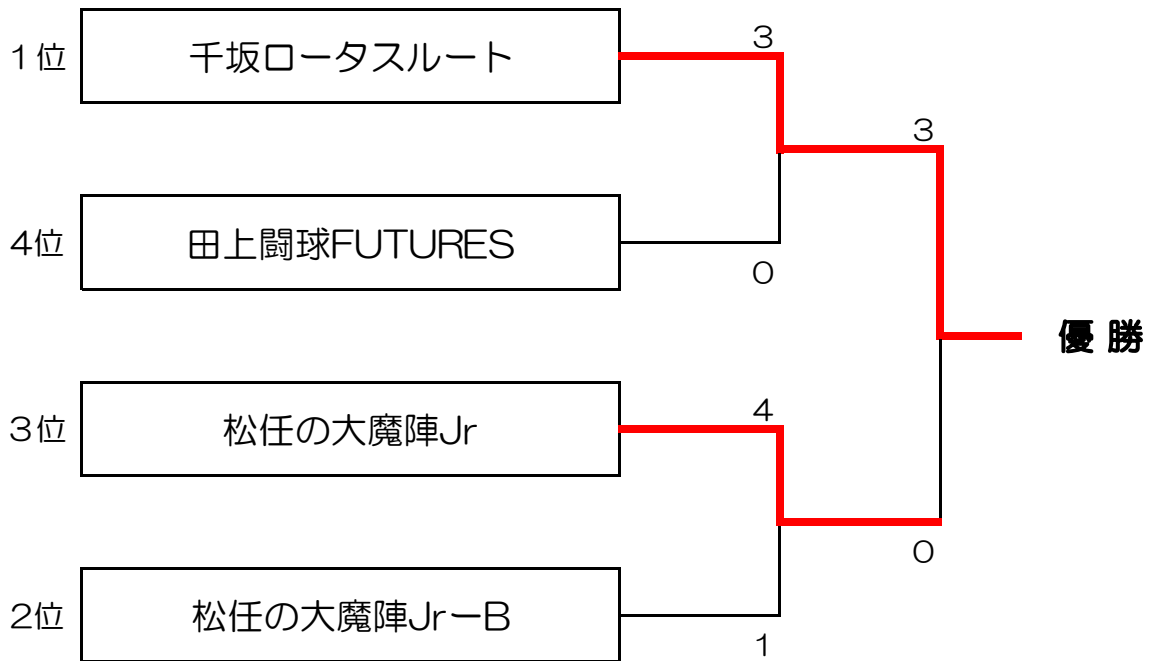 1位
千坂ロータスルート
3
3
4位
田上闘球FUTURES
0
優勝
3位
松任の大魔陣Jr
4
0
2位
松任の大魔陣JrーB
1